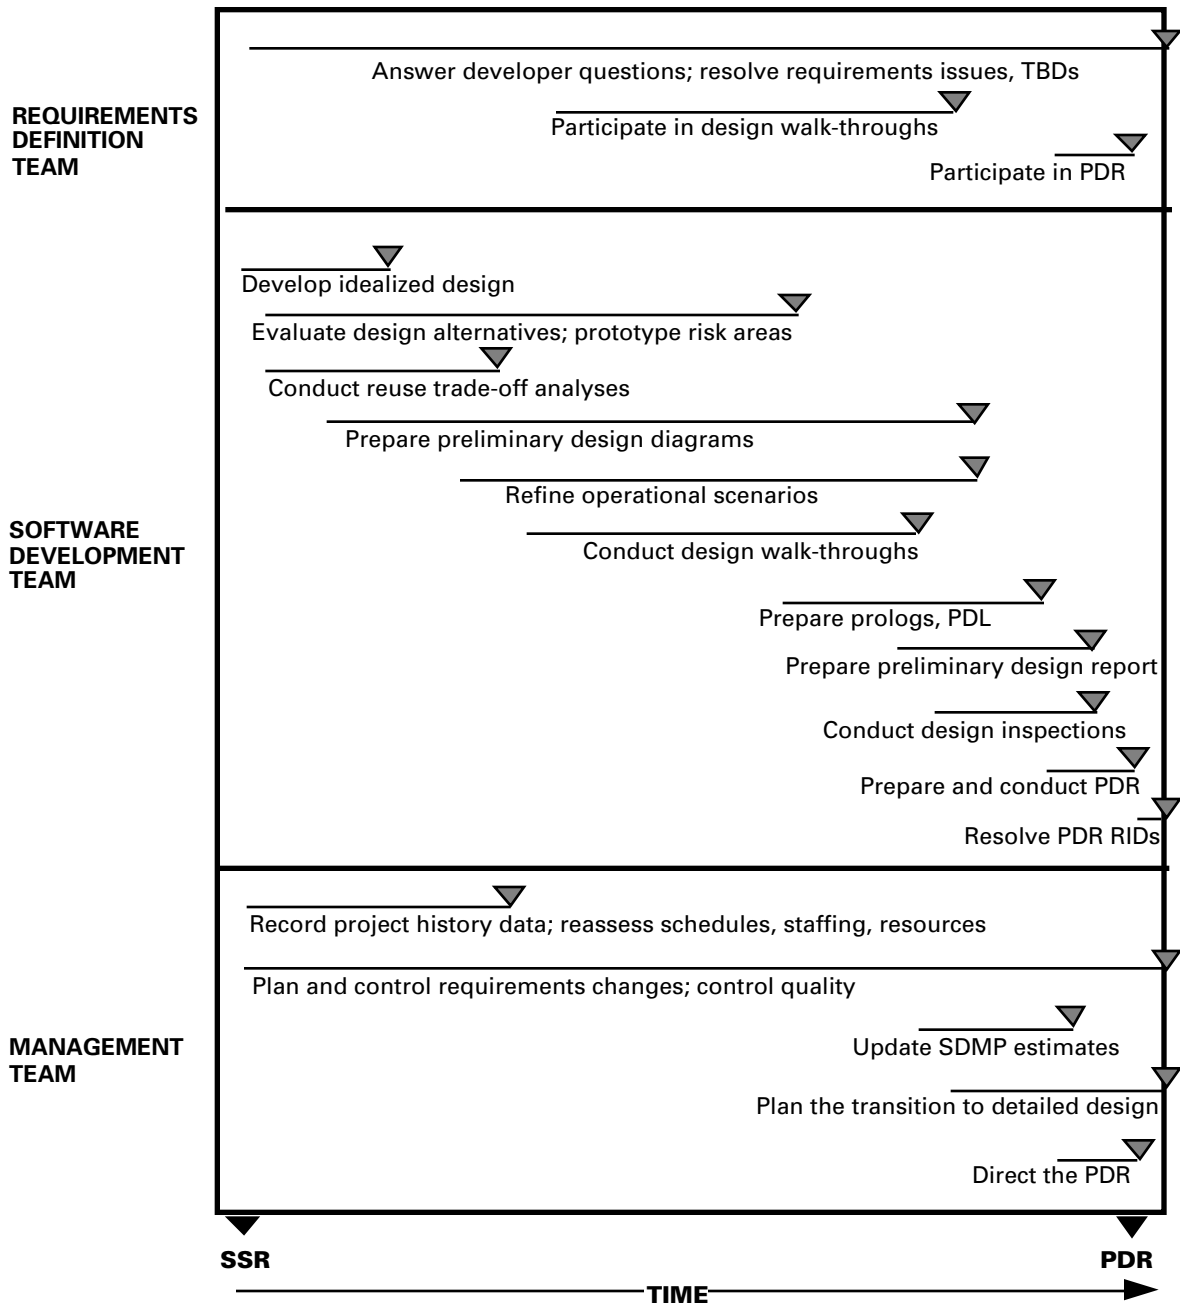 Answer developer questions; resolve requirements issues, TBDs
REQUIREMENTS
DEFINITION
TEAM
Participate in design walk-throughs
Participate in PDR
Develop idealized design
Evaluate design alternatives; prototype risk areas
Conduct reuse trade-off analyses
Prepare preliminary design diagrams
Refine operational scenarios
SOFTWARE
DEVELOPMENT
TEAM
Conduct design walk-throughs
Prepare prologs, PDL
Prepare preliminary design report
Conduct design inspections
Prepare and conduct PDR
Resolve PDR RIDs
Record project history data; reassess schedules, staffing, resources
Plan and control requirements changes; control quality
MANAGEMENT
TEAM
Update SDMP estimates
Plan the transition to detailed design
Direct the PDR
SSR
PDR
TIME